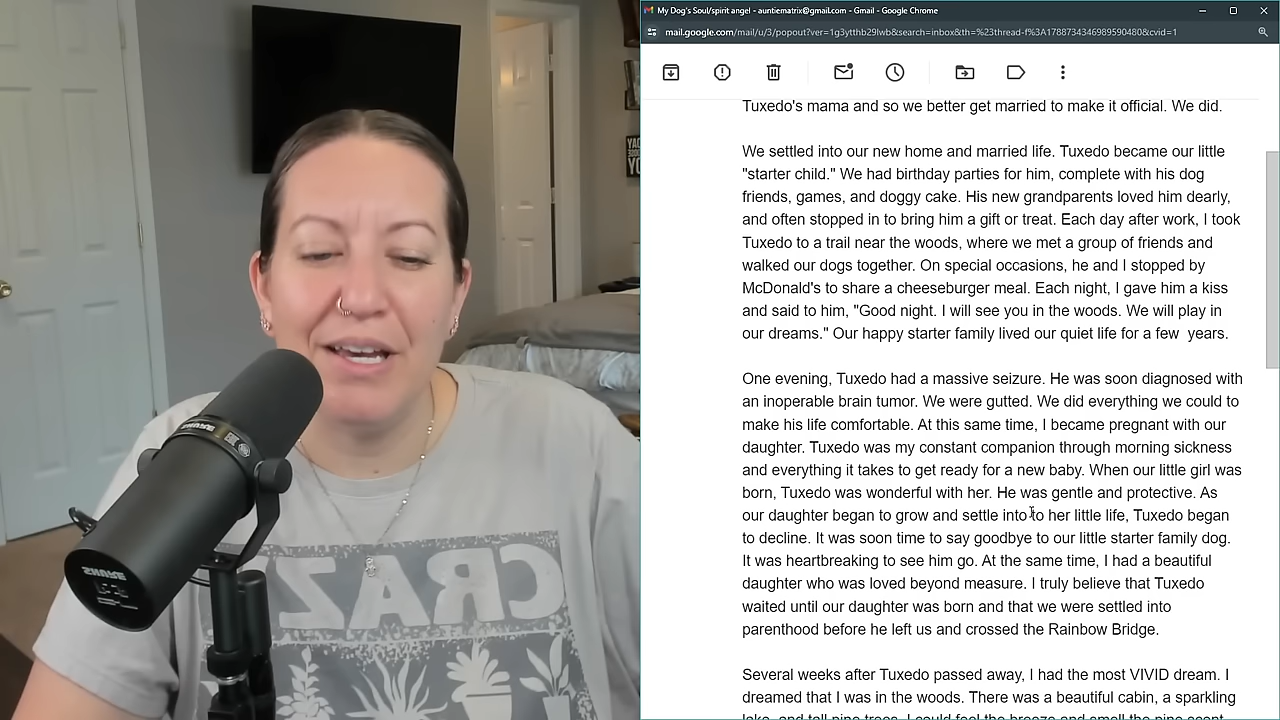 My Dog's Soul/spirit angel - auntiematrix@gmail.com - Gmail - Google Chrome
mail.google.com/mail/u/3/popout?ver=1g3ytthb29lwb&search=inbox&th=%23thread-f%3A1788734346989590480&cvid=1
Tuxedo's mama and so we better get married to make it official. We did.
We settled into our new home and married life. Tuxedo became our little
"starter child." We had birthday parties for him, complete with his dog
friends, games, and doggy cake. His new grandparents loved him dearly,
and often stopped in to bring him a gift or treat. Each day after work, I took
Tuxedo to a trail near the woods, where we met a group of friends and
walked our dogs together. On special occasions, he and I stopped by
McDonald's to share a cheeseburger meal. Each night, I gave him a kiss
and said to him, "Good night. I will see you in the woods. We will play in
our dreams." Our happy starter family lived our quiet life for a few  years.
One evening, Tuxedo had a massive seizure. He was soon diagnosed with
an inoperable brain tumor. We were gutted. We did everything we could to
make his life comfortable. At this same time, I became pregnant with our
daughter. Tuxedo was my constant companion through morning sickness
and everything it takes to get ready for a new baby. When our little girl was
born, Tuxedo was wonderful with her. He was gentle and protective. As
our daughter began to grow and settle into to her little life, Tuxedo began
to decline. It was soon time to say goodbye to our little starter family dog.
It was heartbreaking to see him go. At the same time, I had a beautiful
daughter who was loved beyond measure. I truly believe that Tuxedo
waited until our daughter was born and that we were settled into
parenthood before he left us and crossed the Rainbow Bridge.
Several weeks after Tuxedo passed away, I had the most VIVID dream. I
dreamed that I was in the woods. There was a beautiful cabin, a sparkling
lake, and tall pine trees. I could feel the breeze and smell the pine scent
SHURE
CRAZ